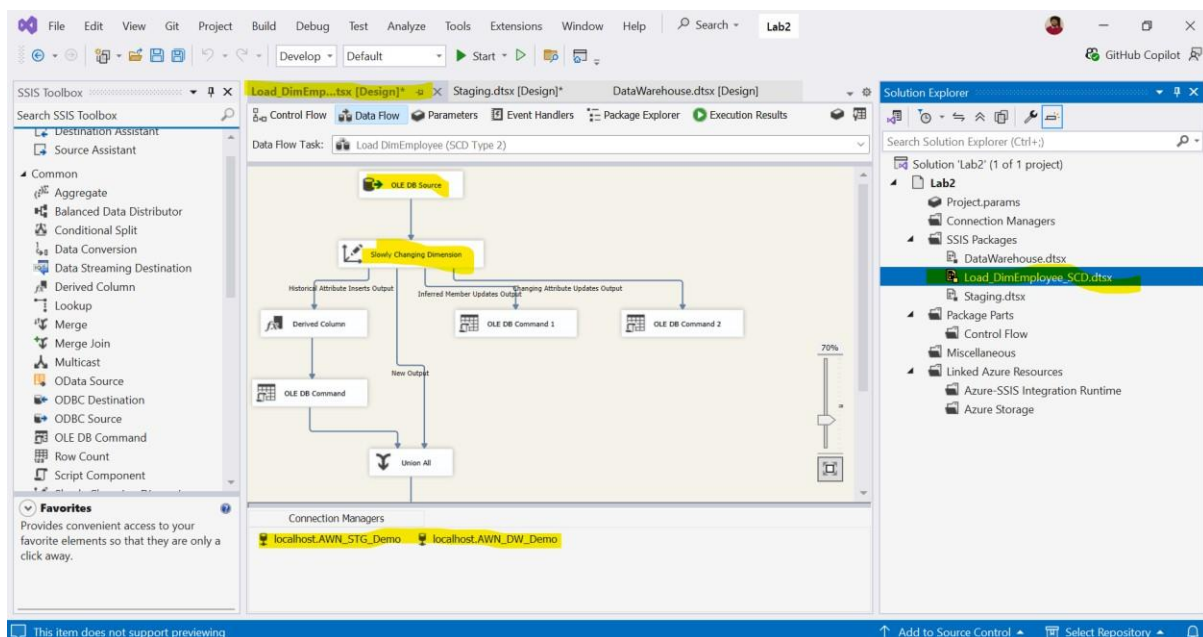 File Edit View Git Project Build Debug Test Analyze Tools Extensions Window Help Search Lab2
Develop Default Start GitHub Copilot
SSIS Toolbox
Search SSIS Toolbox
Destination Assistant
Source Assistant
Common
Aggregate
Balanced Data Distributor
Conditional Split
Data Conversion
Data Streaming Destination
Derived Column
Lookup
Merge
Merge Join
Multicast
OData Source
ODBC Destination
ODBC Source
OLE DB Command
Row Count
Script Component
Favorites
Provides convenient access to your
favorite elements so that they are only a
click away.
Load_DimEmp...tsx [Design]* Staging.dtsx [Design]* DataWarehouse.dtsx [Design]
Control Flow Data Flow Parameters Event Handlers Package Explorer Execution Results
Data Flow Task: Load DimEmployee (SCD Type 2)
OLE DB Source
Slowly Changing Dimension
Historical Attribute Inserts Output
Inferred Member Updates Output
Changing Attribute Updates Output
Derived Column
OLE DB Command 1
OLE DB Command 2
New Output
OLE DB Command
Union All
70%
Connection Managers
localhost.AWN_STG_Demo localhost.AWN_DW_Demo
Solution Explorer
Search Solution Explorer (Ctrl+;)
Solution 'Lab2' (1 of 1 project)
Lab2
Project.params
Connection Managers
SSIS Packages
DataWarehouse.dtsx
Load_DimEmployee_SCD.dtsx
Staging.dtsx
Package Parts
Control Flow
Miscellaneous
Linked Azure Resources
Azure-SSIS Integration Runtime
Azure Storage
This item does not support previewing Add to Source Control Select Repository